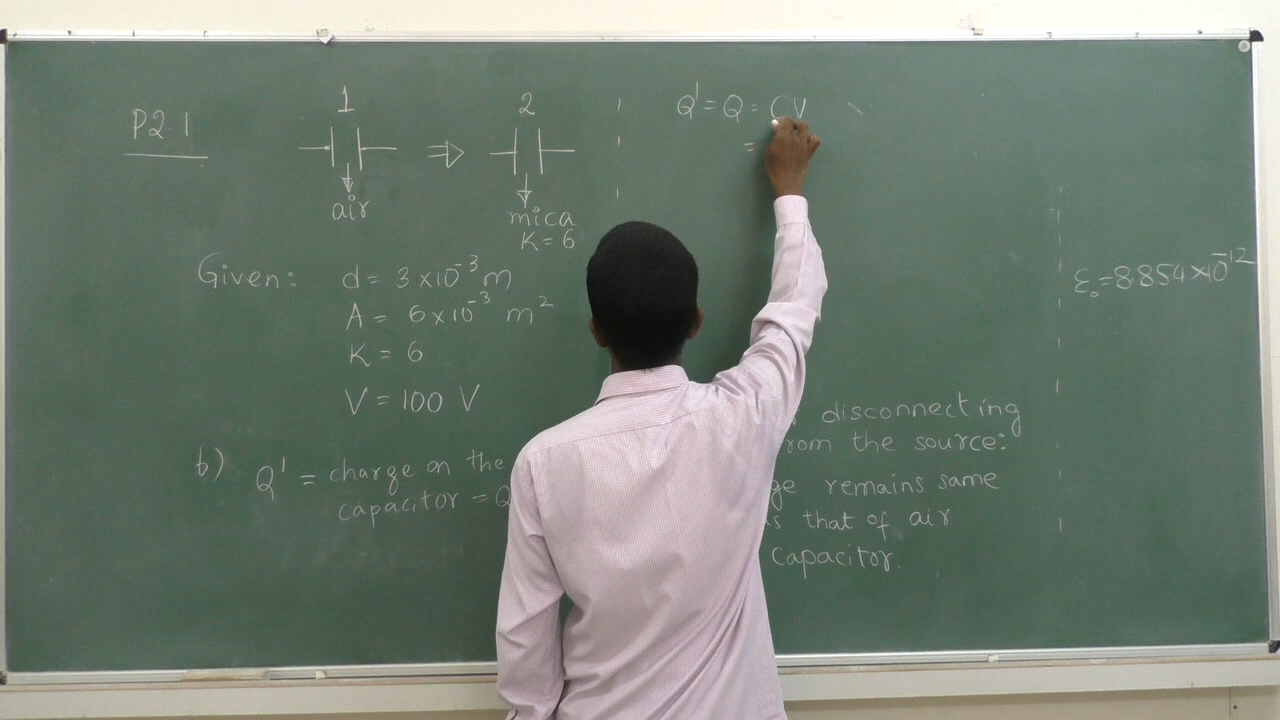 P2.1
1
2
air
mica
K = 6
Given: d = 3 × 10⁻³ m
A = 6 × 10⁻³ m²
K = 6
V = 100 V
b) Q' = charge on the
capacitor = Q
Q' = Q = CV
=
disconnecting
from the source:
remains same
that of air
capacitor.
ε₀ = 8.854 × 10⁻¹²